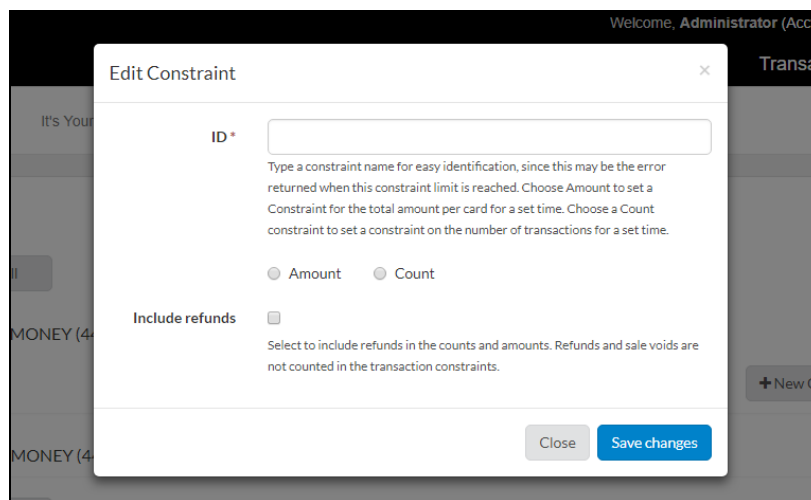 Welcome, Administrator (Acc
Edit Constraint ×
Transa
It's Your
ID *
Type a constraint name for easy identification, since this may be the error
returned when this constraint limit is reached. Choose Amount to set a
Constraint for the total amount per card for a set time. Choose a Count
constraint to set a constraint on the number of transactions for a set time.
Amount Count
Include refunds
MONEY (44
Select to include refunds in the counts and amounts. Refunds and sale voids are
not counted in the transaction constraints.
+New
Close Save changes
MONEY (4